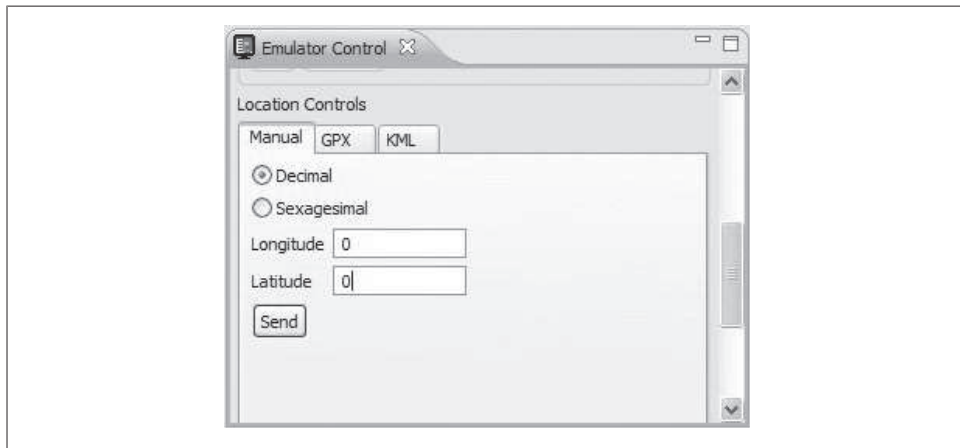 Emulator Control
Location Controls
Manual GPX KML
Decimal
Sexagesimal
Longitude 0
Latitude 0
Send